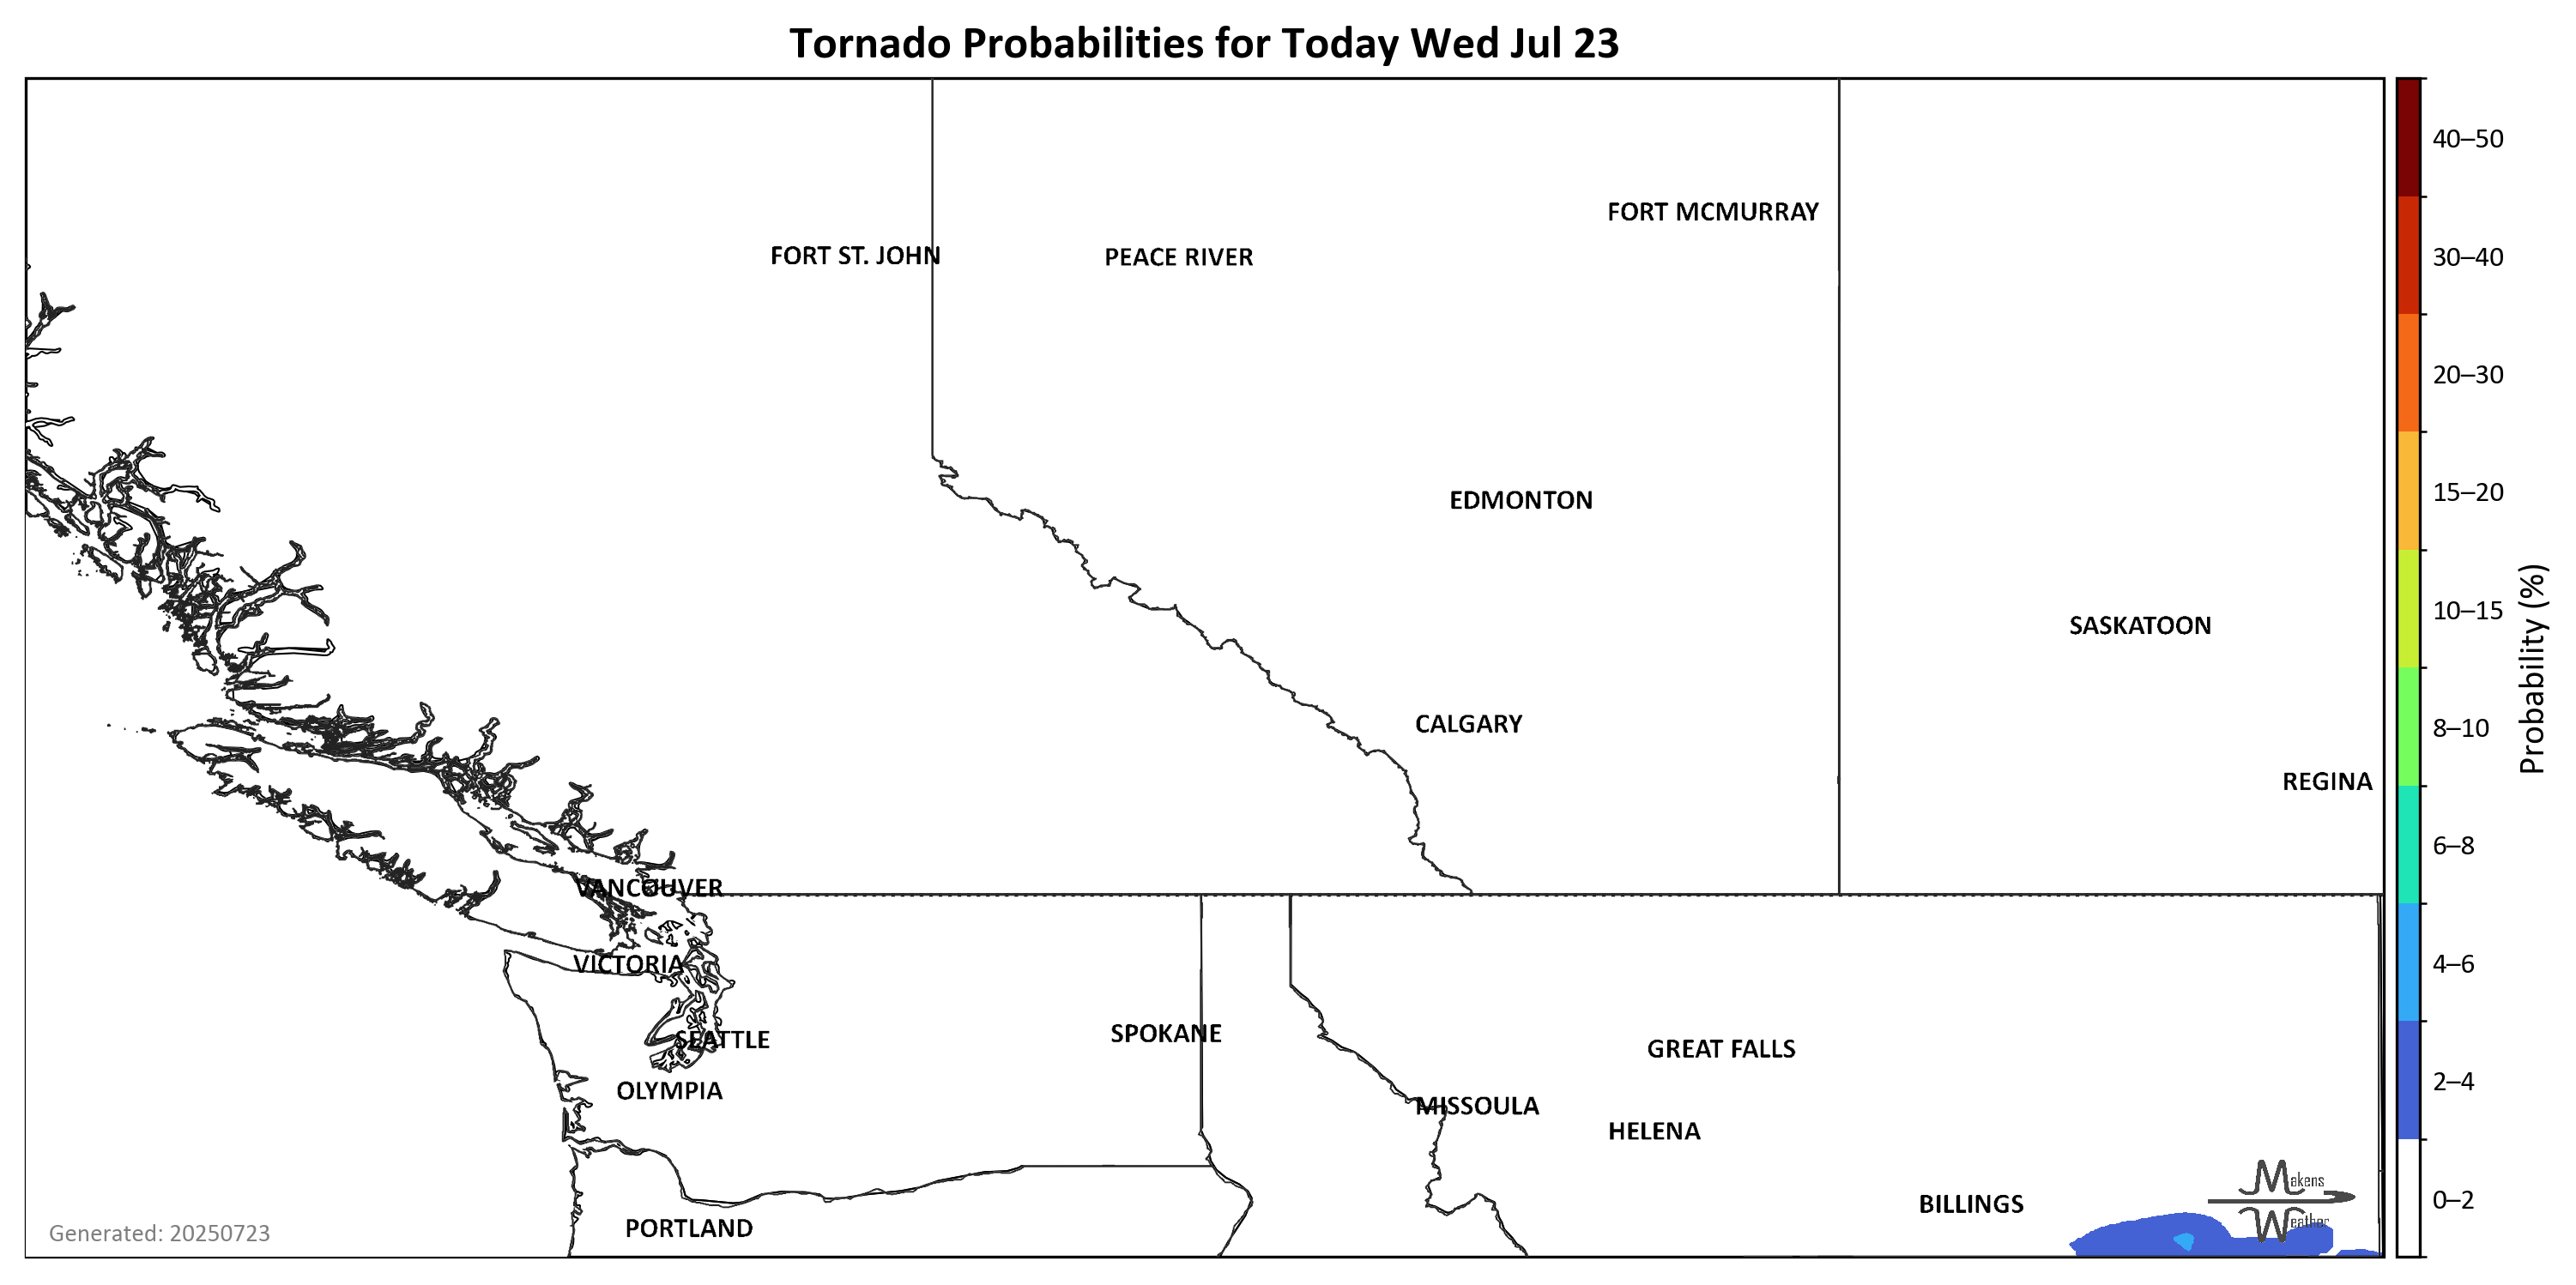 Tornado Probabilities for Today Wed Jul 23
40–50
FORT MCMURRAY
FORT ST. JOHN
PEACE RIVER
30–40
20–30
EDMONTON
15–20
10–15
SASKATOON
Probability (%)
CALGARY
8–10
REGINA
6–8
VANCOUVER
VICTORIA
4–6
SPOKANE
SEATTLE
GREAT FALLS
2–4
OLYMPIA
MISSOULA
HELENA
Makens
Weather
BILLINGS
0–2
PORTLAND
Generated: 20250723